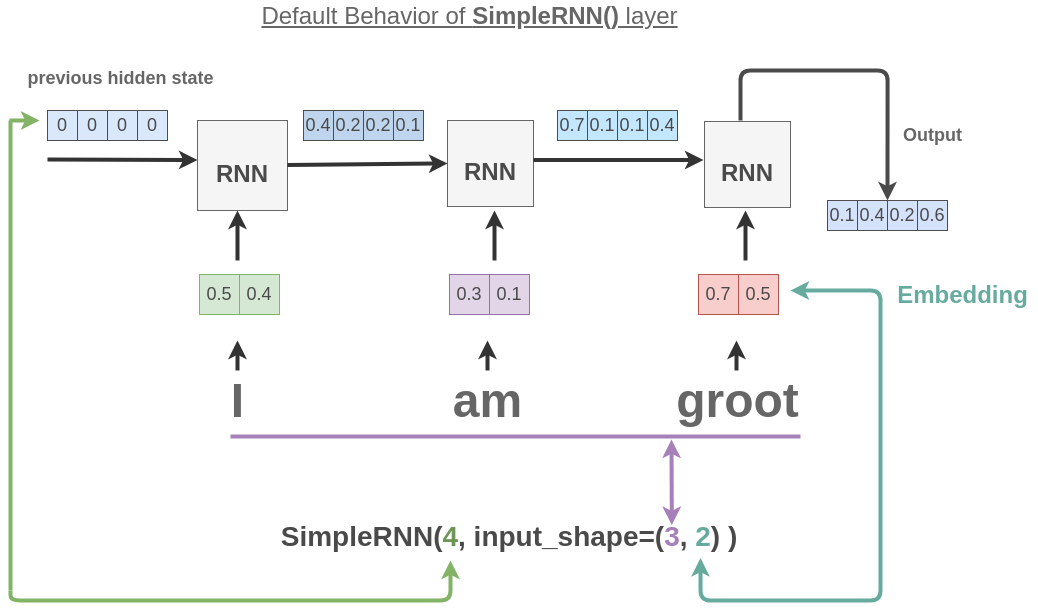 Default Behavior of SimpleRNN() layer
previous hidden state
0 0 0 0
0.4 0.2 0.2 0.1
0.7 0.1 0.1 0.4
Output
RNN
RNN
RNN
0.1 0.4 0.2 0.6
0.5 0.4
0.3 0.1
0.7 0.5
Embedding
I
am
groot
SimpleRNN(4, input_shape=(3, 2) )